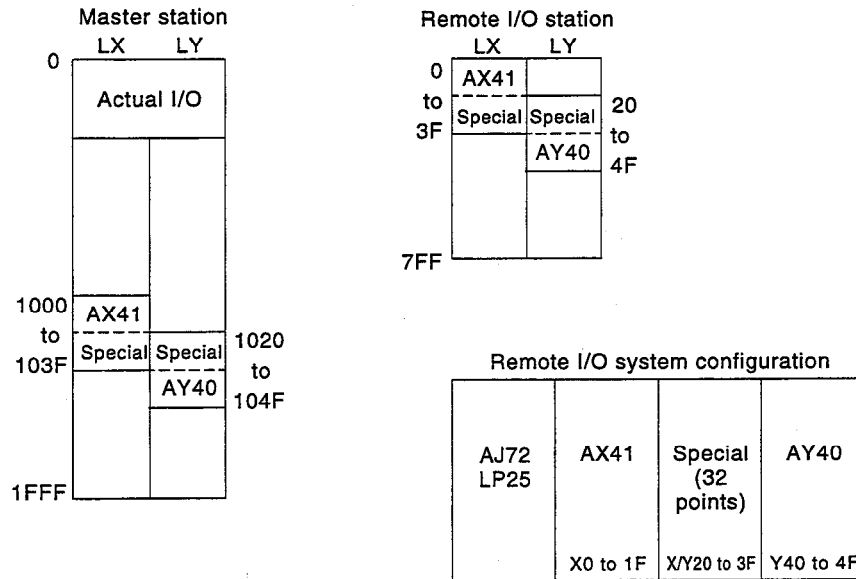 Master station
LX LY
0
Actual I/O
1000
to
103F
AX41
Special Special
AY40
1020
to
104F
1FFF
Remote I/O station
LX LY
0
to
3F
AX41
Special Special
AY40
20
to
4F
7FF
Remote I/O system configuration
AJ72
LP25
AX41
X0 to 1F
Special
(32
points)
X/Y20 to 3F
AY40
Y40 to 4F